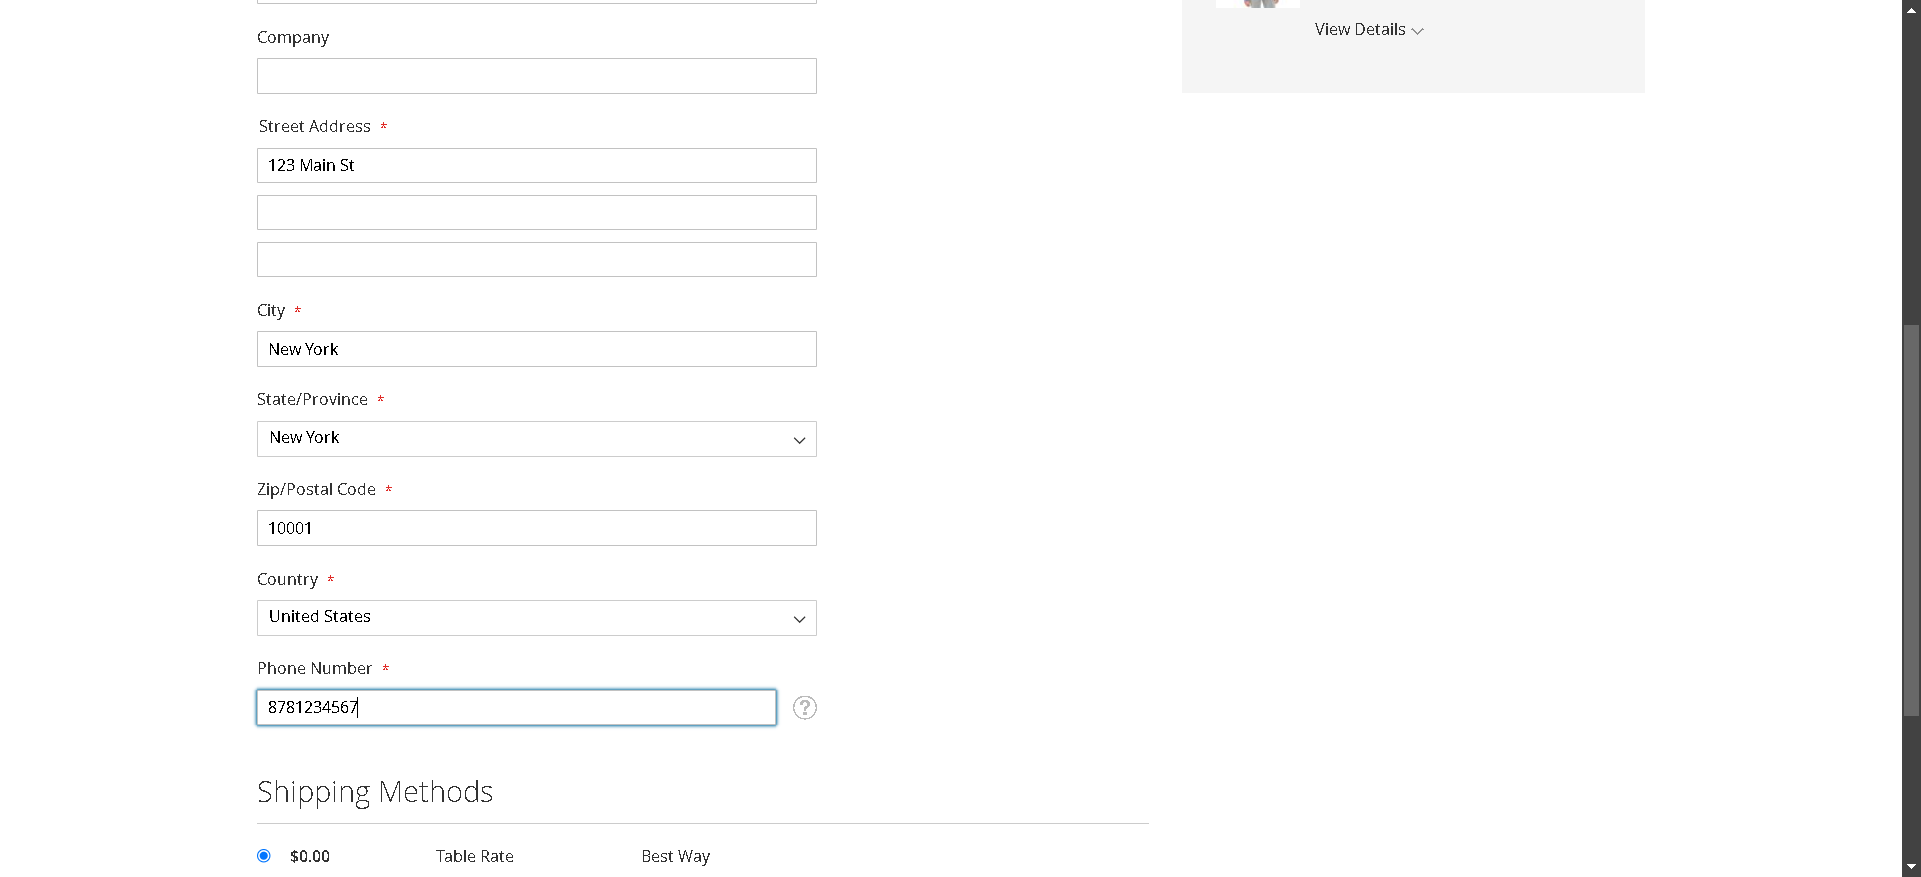 Company
View Details
Street Address *
123 Main St
City *
New York
State/Province *
New York
Zip/Postal Code *
10001
Country *
United States
Phone Number *
8781234567
?
Shipping Methods
$0.00 Table Rate Best Way